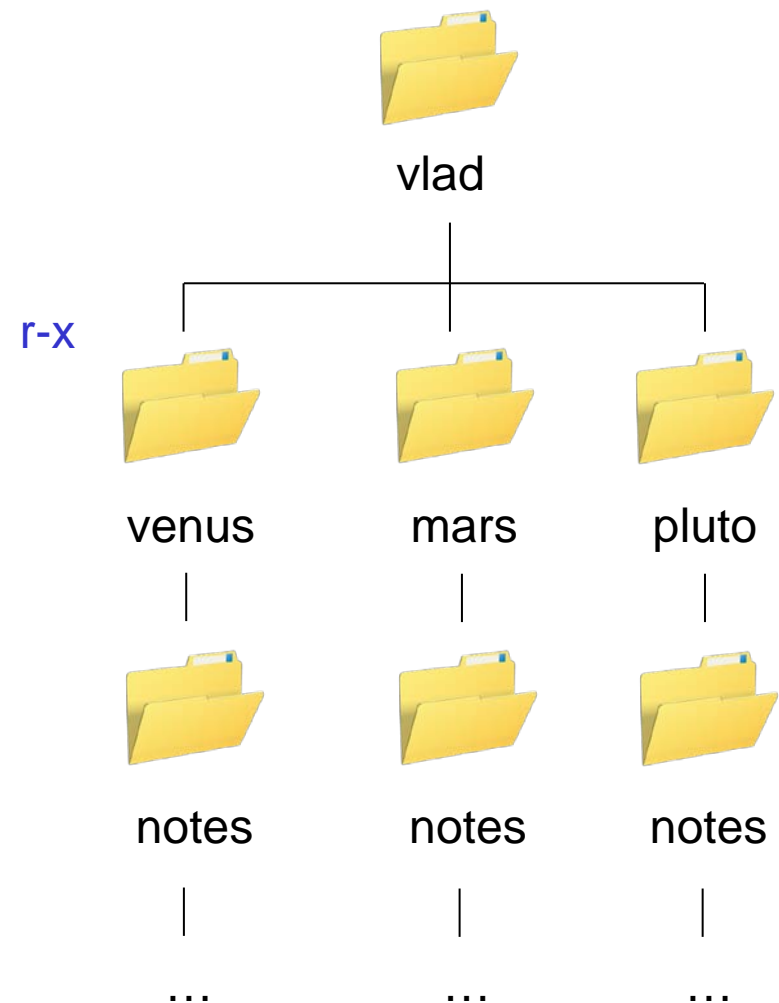 vlad
r-x
venus mars pluto
notes notes notes
... ... ...